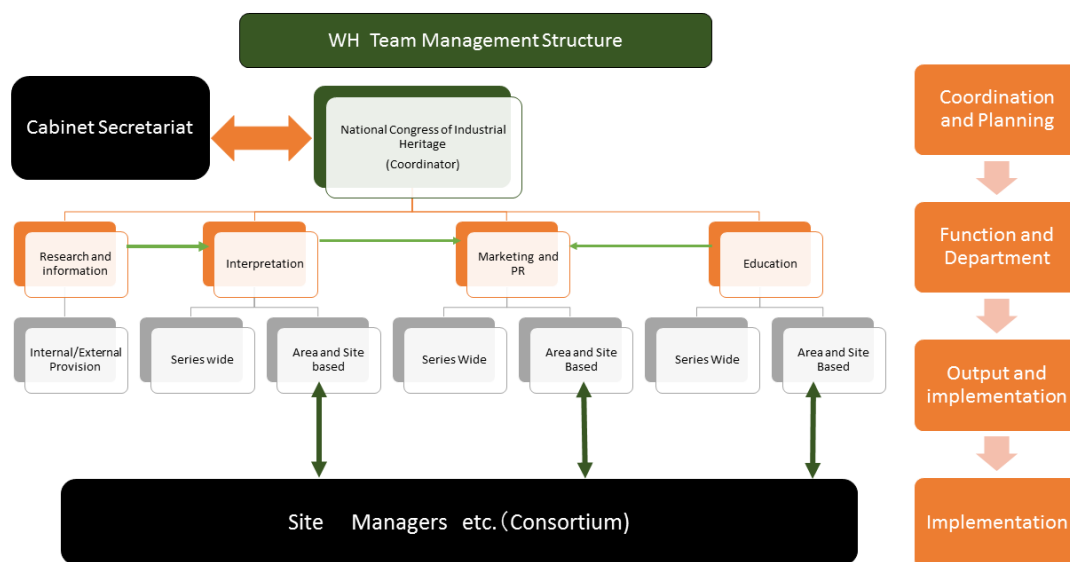 WH Team Management Structure
Cabinet Secretariat
National Congress of Industrial
Heritage
(Coordinator)
Research and
information
Interpretation
Marketing and
PR
Education
Internal/External
Provision
Series wide
Area and Site
based
Series Wide
Area and Site
Based
Series Wide
Area and Site
Based
Site Managers etc.(Consortium)
Coordination
and Planning
Function and
Department
Output and
implementation
Implementation